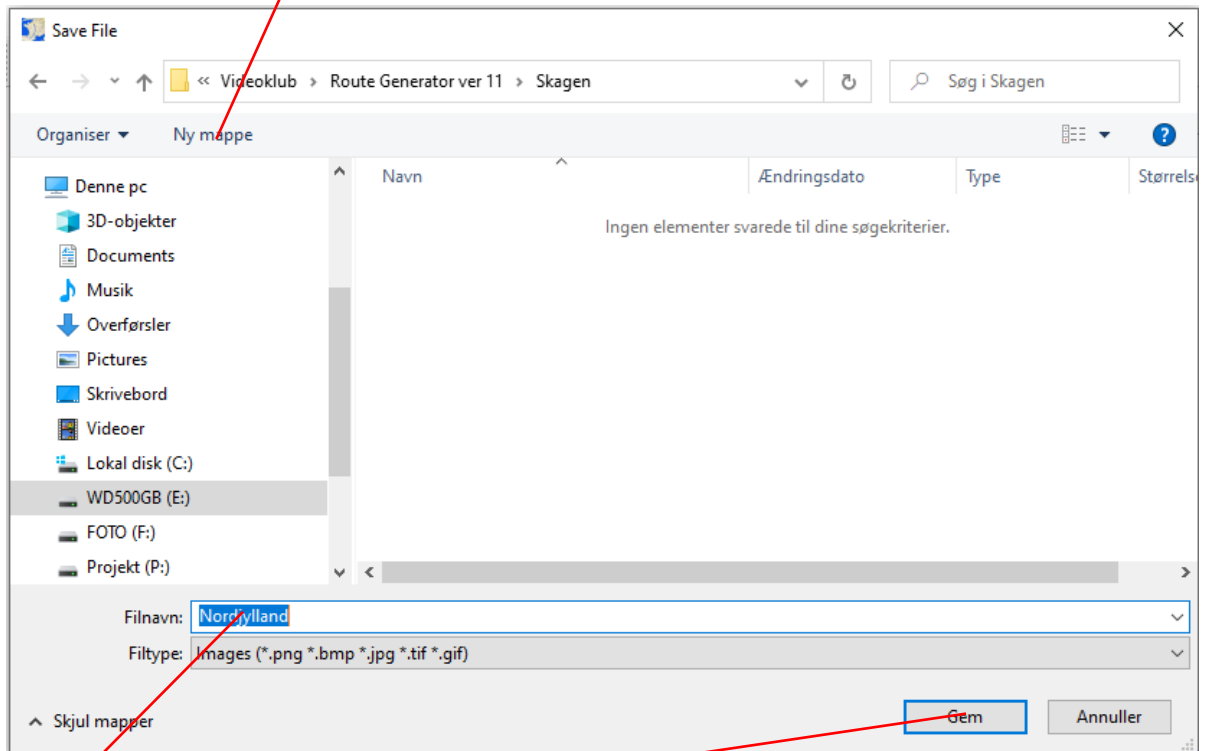 Save File
« Videoklub › Route Generator ver 11 › Skagen
Søg i Skagen
Organiser
Ny mappe
Navn
Ændringsdato
Type
Størrels
Denne pc
3D-objekter
Documents
Musik
Overførsler
Pictures
Skrivebord
Videoer
Lokal disk (C:)
WD500GB (E:)
FOTO (F:)
Projekt (P:)
Ingen elementer svarede til dine søgekriterier.
Filnavn: Nordjylland
Filtype: Images (*.png *.bmp *.jpg *.tif *.gif)
Skjul mapper
Gem
Annuller